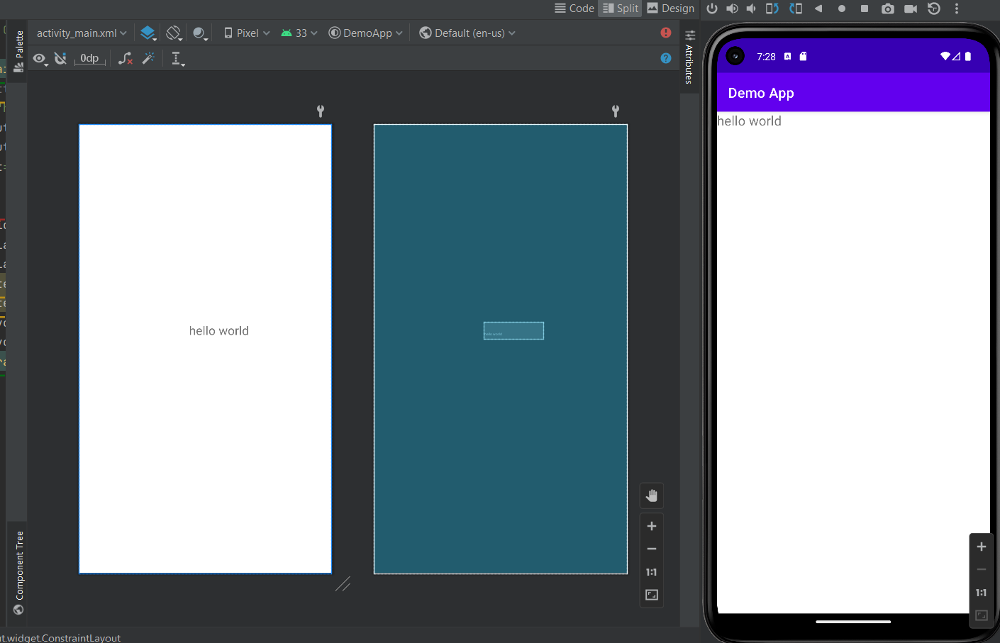 Code Split Design
activity_main.xml Pixel 33 DemoApp Default (en-us)
0dp
Palette
Attributes
7:28
Demo App
hello world
hello world
hello world
1:1
1:1
Component Tree
ut.widget.ConstraintLayout